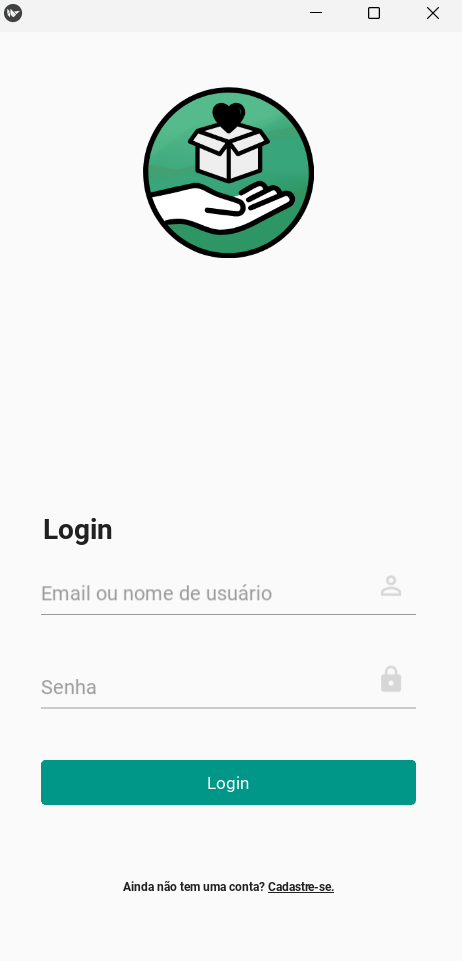 Login
Email ou nome de usuário
Senha
Login
Ainda não tem uma conta? Cadastre-se.